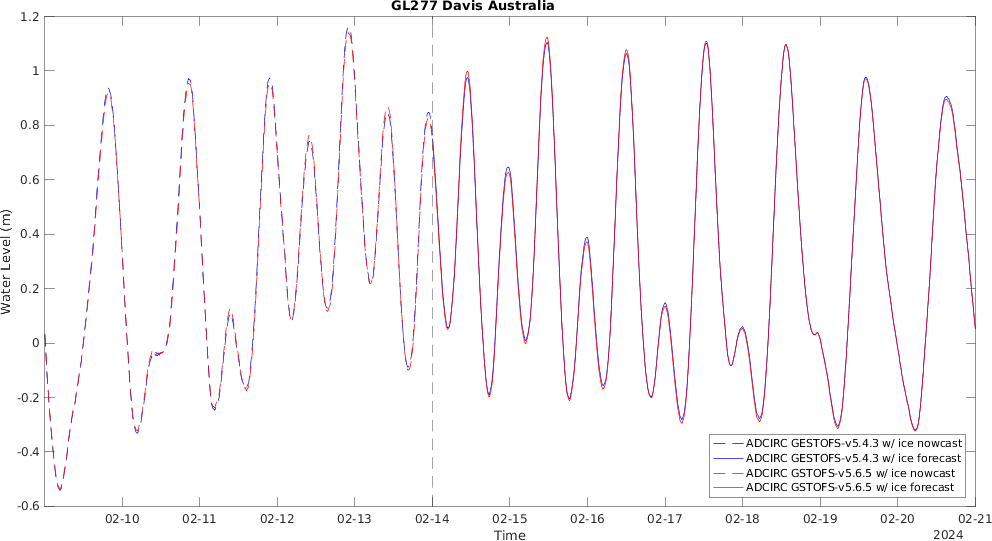 GL277 Davis Australia
Water Level (m)
1.2
1
0.8
0.6
0.4
0.2
0
-0.2
-0.4
-0.6
ADCIRC GESTOFS-v5.4.3 w/ ice nowcast
ADCIRC GESTOFS-v5.4.3 w/ ice forecast
ADCIRC GSTOFS-v5.6.5 w/ ice nowcast
ADCIRC GSTOFS-v5.6.5 w/ ice forecast
02-10 02-11 02-12 02-13 02-14 02-15 02-16 02-17 02-18 02-19 02-20 02-21
Time
2024